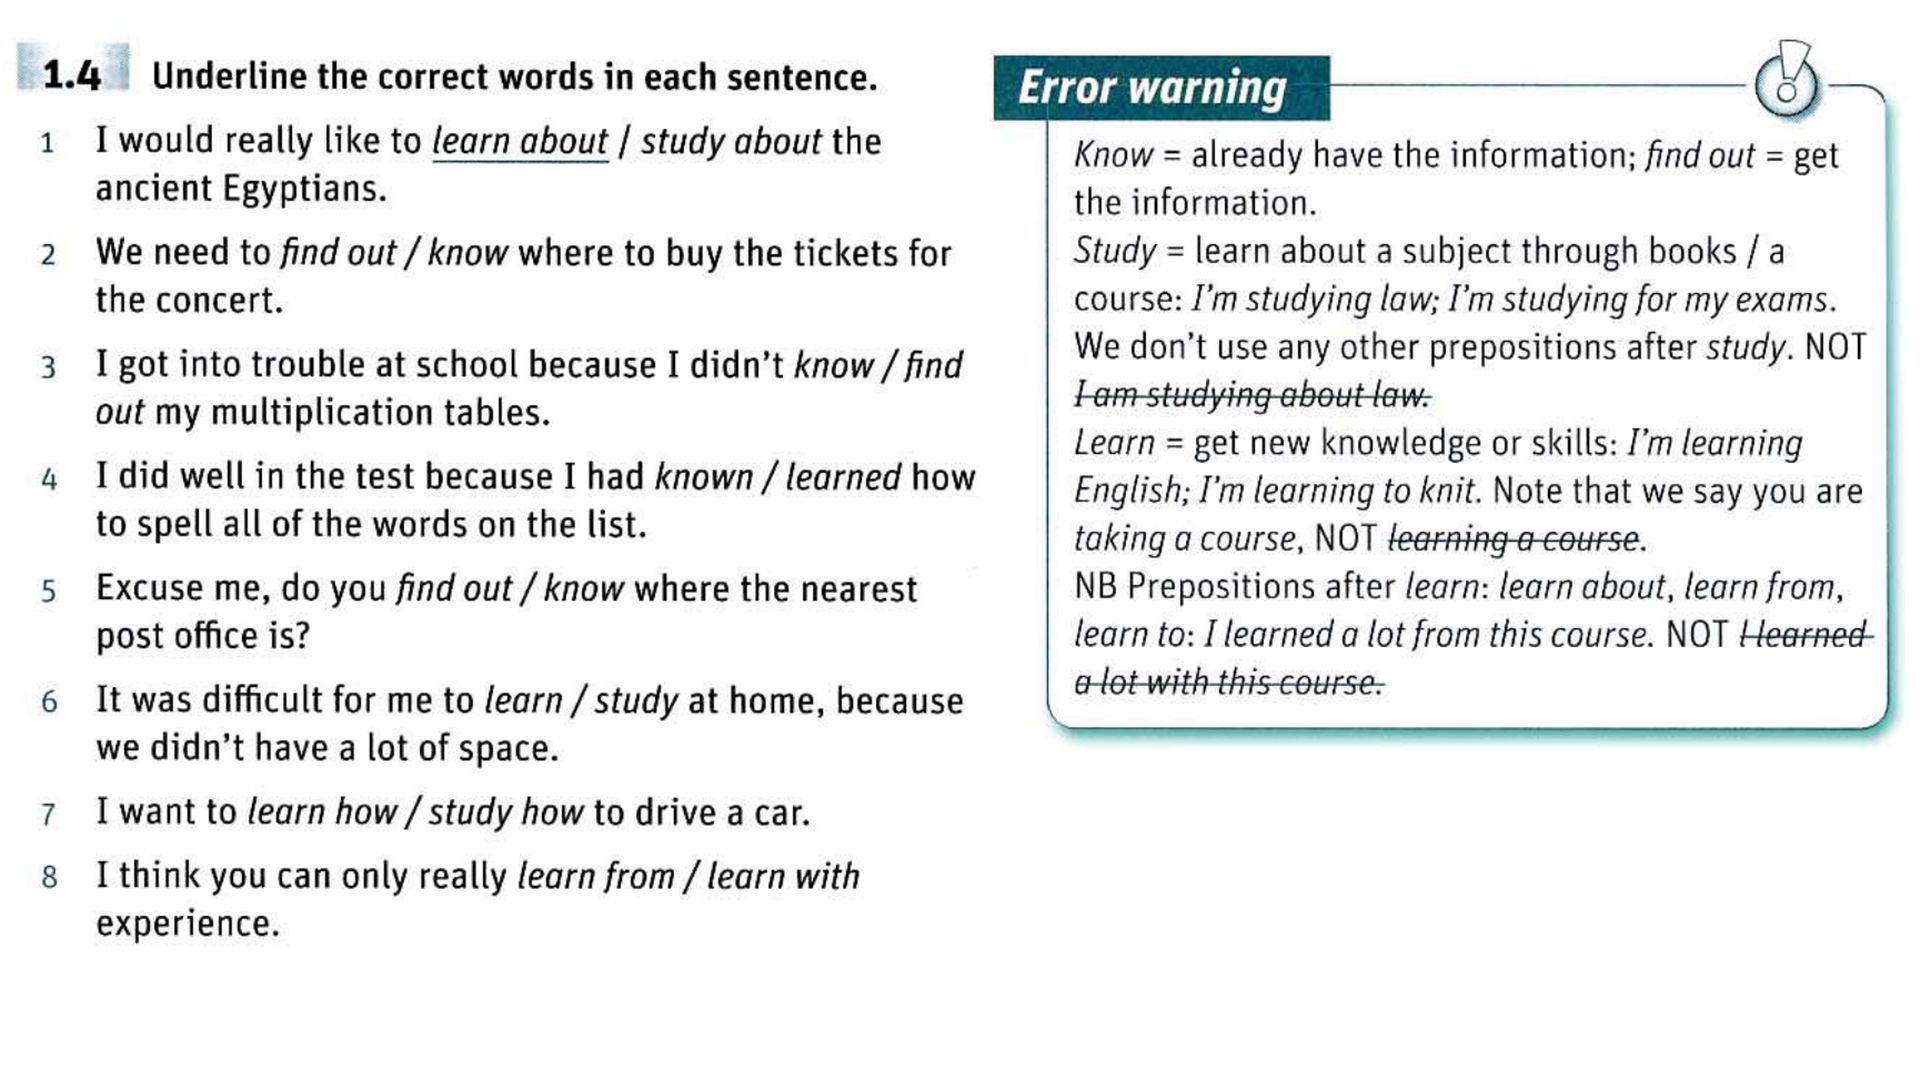 1.4 Underline the correct words in each sentence.
1 I would really like to learn about / study about the
ancient Egyptians.
2 We need to find out / know where to buy the tickets for
the concert.
3 I got into trouble at school because I didn't know / find
out my multiplication tables.
4 I did well in the test because I had known / learned how
to spell all of the words on the list.
5 Excuse me, do you find out / know where the nearest
post office is?
6 It was difficult for me to learn / study at home, because
we didn't have a lot of space.
7 I want to learn how / study how to drive a car.
8 I think you can only really learn from / learn with
experience.
Error warning
Know = already have the information; find out = get
the information.
Study = learn about a subject through books / a
course: I'm studying law; I'm studying for my exams.
We don't use any other prepositions after study. NOT
I am studying about law.
Learn = get new knowledge or skills: I'm learning
English; I'm learning to knit. Note that we say you are
taking a course, NOT learning a course.
NB Prepositions after learn: learn about, learn from,
learn to: I learned a lot from this course. NOT I learned
a lot with this course.